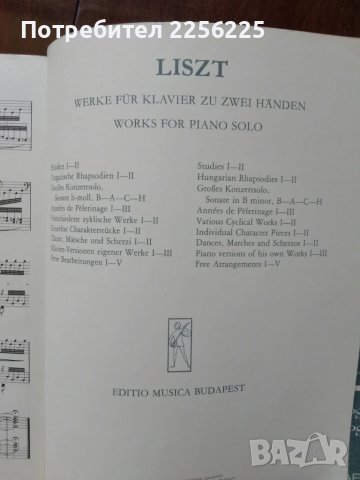 Потребител ОЛХ
LISZT
WERKE FÜR KLAVIER ZU ZWEI HÄNDEN
WORKS FOR PIANO SOLO
Etüden I—II
Ungarische Rhapsodien I—II
Großes Konzertsolo,
Sonate h-moll, B—A—C—H
Années de Pèlerinage I—III
Verschiedene zyklische Werke I—II
Einzelne Charakterstücke I—II
Tänze, Märsche und Scherzi I—II
Klavier-Versionen eigener Werke I—III
Freie Bearbeitungen I—V
Studies I—II
Hungarian Rhapsodies I—II
Großes Konzertsolo,
Sonate in B minor, B—A—C—H
Années de Pèlerinage I—III
Various Cyclical Works I—II
Individual Character Pieces I—II
Dances, Marches and Scherzos I—II
Piano versions of his own Works I—III
Free Arrangements I—V
EDITIO MUSICA BUDAPEST
bazar